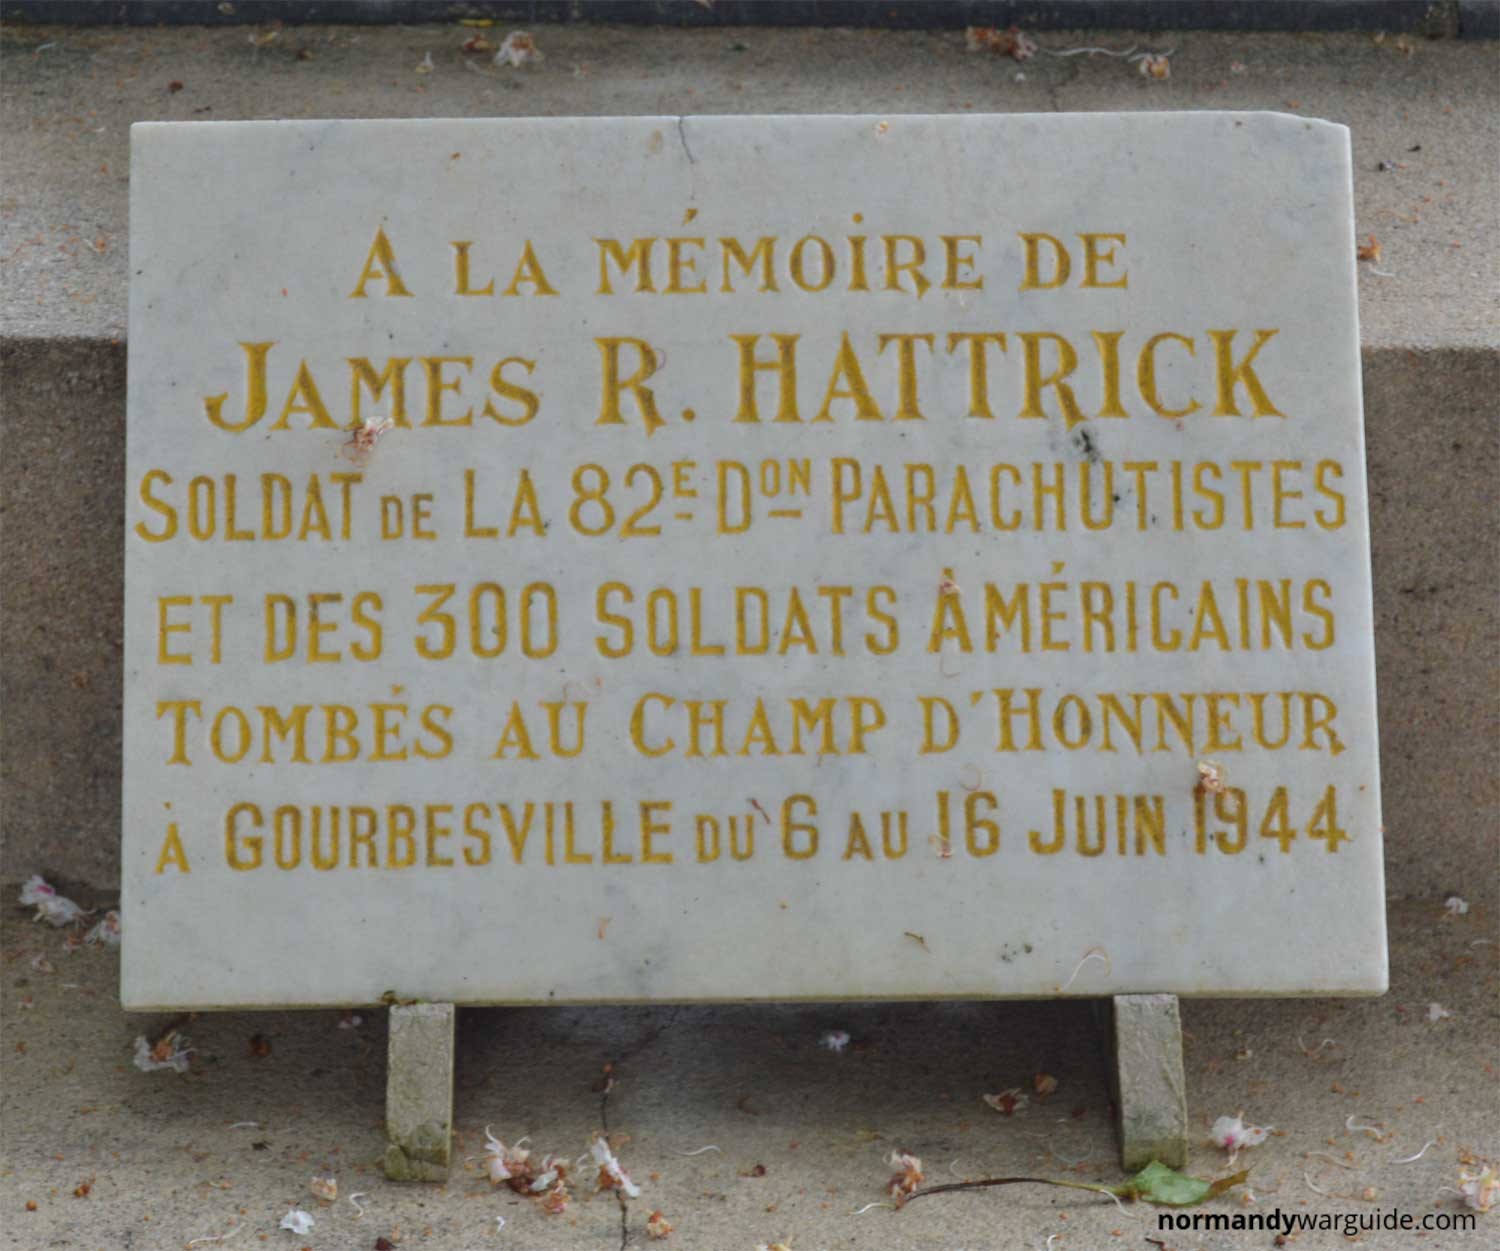 A LA MÉMOIRE DE
JAMES R. HATTRICK
SOLDAT DE LA 82E DON PARACHUTISTES
ET DES 300 SOLDATS AMÉRICAINS
TOMBÉS AU CHAMP D'HONNEUR
À GOURBESVILLE DU 6 AU 16 JUIN 1944
normandywarguide.com